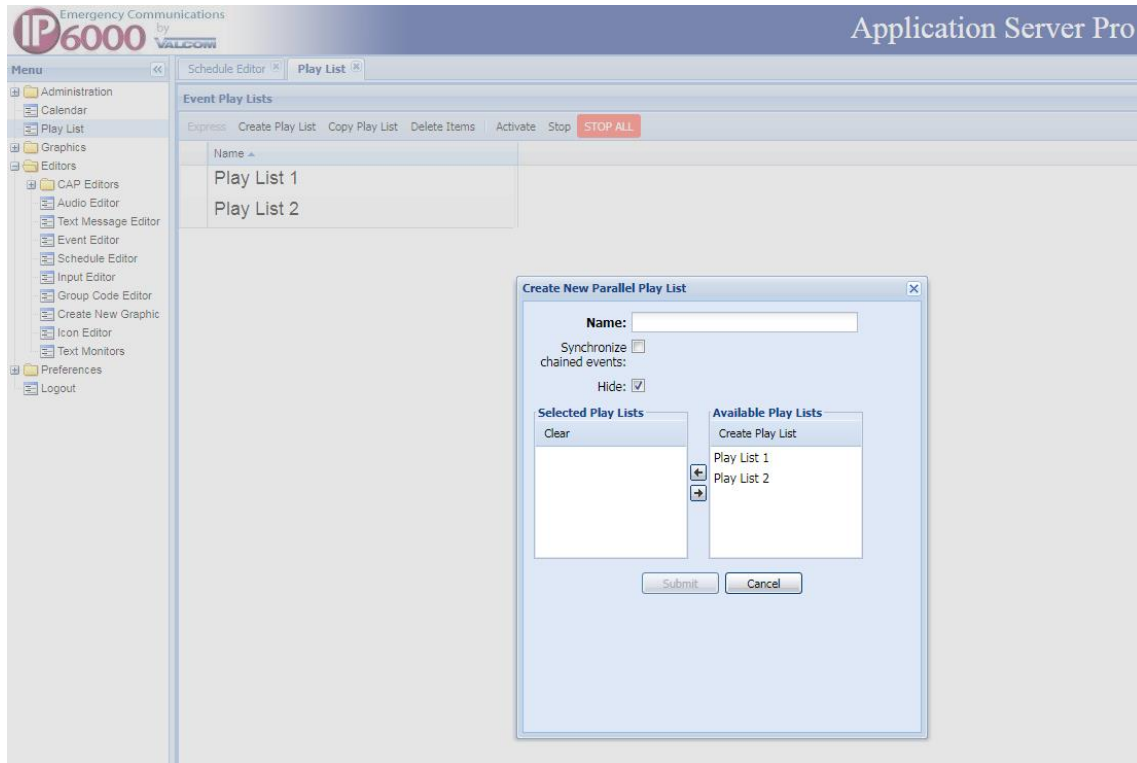 Emergency Communications
IP6000 by
VALCOM
Application Server Pro
Menu
Administration
Calendar
Play List
Graphics
Editors
CAP Editors
Audio Editor
Text Message Editor
Event Editor
Schedule Editor
Input Editor
Group Code Editor
Create New Graphic
Icon Editor
Text Monitors
Preferences
Logout
Schedule Editor Play List
Event Play Lists
Express Create Play List Copy Play List Delete Items Activate Stop STOP ALL
Name
Play List 1
Play List 2
Create New Parallel Play List
Name:
Synchronize
chained events:
Hide:
Selected Play Lists
Clear
Available Play Lists
Create Play List
Play List 1
Play List 2
Submit Cancel